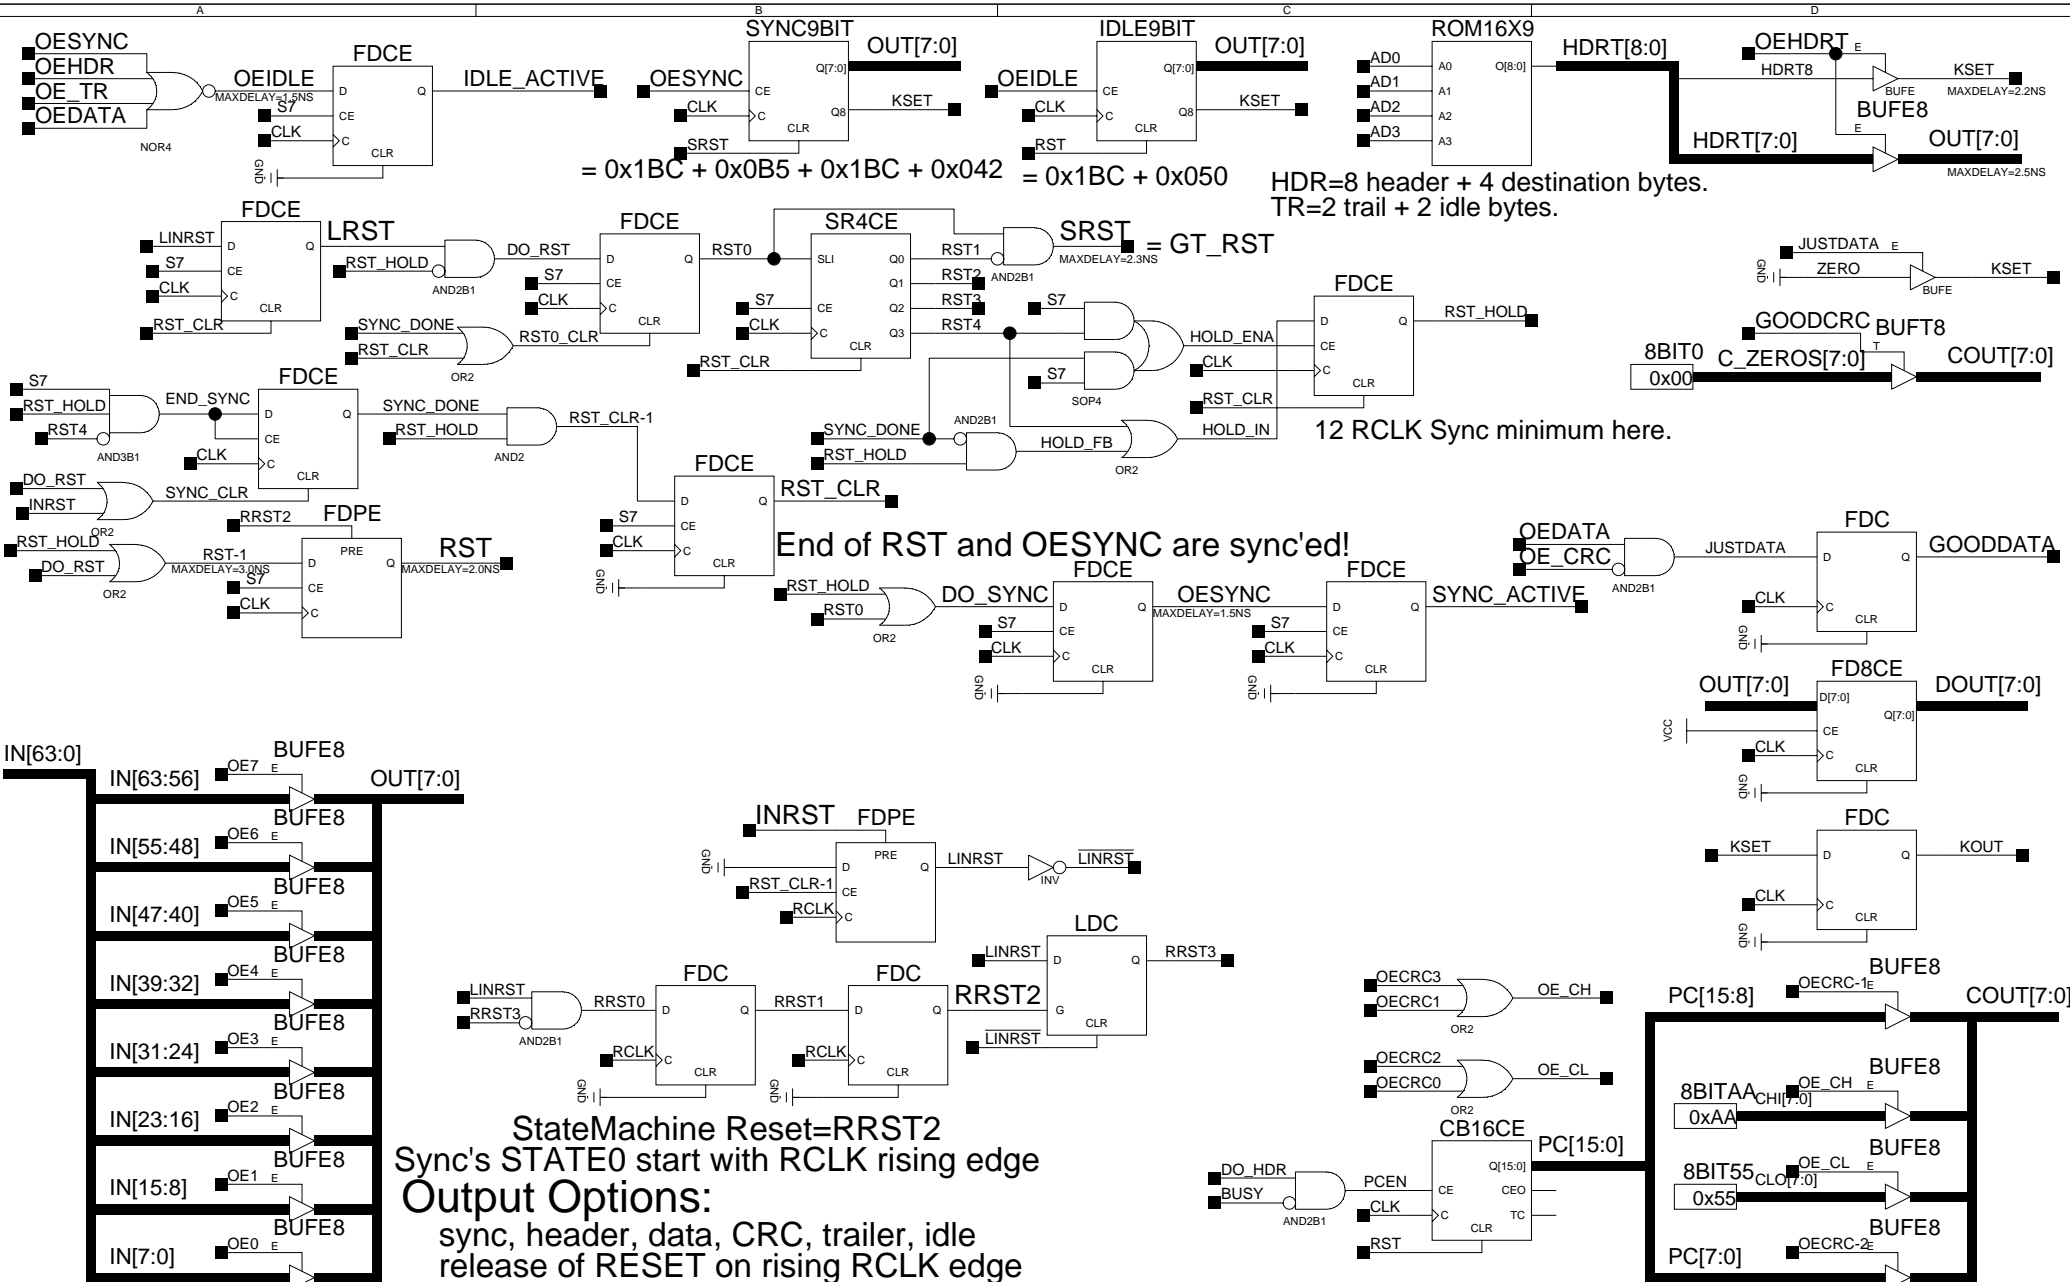 A B C D
OESYNC
OEHDR
OE_TR
OEDATA
NOR4
OEIDLE
MAXDELAY=1.5NS
S7
CLK
GND
FDCE
D Q
CE
C
CLR
IDLE_ACTIVE
SYNC9BIT
OESYNC
CLK
SRST
CE
C
CLR
Q[7:0]
Q8
OUT[7:0]
KSET
= 0x1BC + 0x0B5 + 0x1BC + 0x042
IDLE9BIT
OEIDLE
CLK
RST
CE
C
CLR
Q[7:0]
Q8
OUT[7:0]
KSET
= 0x1BC + 0x050
ROM16X9
AD0
AD1
AD2
AD3
A0
A1
A2
A3
O[8:0]
HDRT[8:0]
HDR=8 header + 4 destination bytes.
TR=2 trail + 2 idle bytes.
OEHDRT
E
HDRT8
BUFE
KSET
MAXDELAY=2.2NS
BUFE8
E
HDRT[7:0]
OUT[7:0]
MAXDELAY=2.5NS
FDCE
LINRST
S7
CLK
RST_CLR
D Q
CE
C
CLR
LRST
RST_HOLD
AND2B1
DO_RST
S7
CLK
FDCE
D Q
CE
C
CLR
SYNC_DONE
RST_CLR
OR2
RST0_CLR
RST0
S7
CLK
RST_CLR
SR4CE
SLI
CE
C
CLR
Q0
Q1
Q2
Q3
RST1
RST2
RST3
RST4
AND2B1
SRST
MAXDELAY=2.3NS
= GT_RST
S7
S7
SOP4
HOLD_ENA
CLK
RST_CLR
FDCE
D Q
CE
C
CLR
RST_HOLD
SYNC_DONE
RST_HOLD
AND2B1
HOLD_FB
OR2
HOLD_IN
12 RCLK Sync minimum here.
JUSTDATA
E
GND
ZERO
BUFE
KSET
GOODCRC
BUFT8
T
8BIT0
0x00
C_ZEROS[7:0]
COUT[7:0]
S7
RST_HOLD
RST4
AND3B1
END_SYNC
CLK
FDCE
D Q
CE
C
CLR
DO_RST
INRST
OR2
SYNC_CLR
SYNC_DONE
RST_HOLD
AND2
RST_CLR-1
S7
CLK
GND
FDCE
D Q
CE
C
CLR
RST_CLR
RST_HOLD
DO_RST
OR2
RST-1
MAXDELAY=3.0NS
RRST2
S7
CLK
FDPE
PRE
D Q
CE
C
RST
MAXDELAY=2.0NS
End of RST and OESYNC are sync'ed!
RST_HOLD
RST0
OR2
DO_SYNC
S7
CLK
GND
FDCE
D Q
CE
C
CLR
OESYNC
MAXDELAY=1.5NS
S7
CLK
GND
FDCE
D Q
CE
C
CLR
SYNC_ACTIVE
OEDATA
OE_CRC
AND2B1
JUSTDATA
CLK
GND
FDC
D Q
C
CLR
GOODDATA
FD8CE
OUT[7:0]
VCC
CLK
GND
D[7:0]
Q[7:0]
CE
C
CLR
DOUT[7:0]
FDC
KSET
CLK
GND
D Q
C
CLR
KOUT
IN[63:0]
BUFE8
IN[63:56]
OE7 E
OUT[7:0]
BUFE8
IN[55:48]
OE6 E
BUFE8
IN[47:40]
OE5 E
BUFE8
IN[39:32]
OE4 E
BUFE8
IN[31:24]
OE3 E
BUFE8
IN[23:16]
OE2 E
BUFE8
IN[15:8]
OE1 E
BUFE8
IN[7:0]
OE0 E
INRST
FDPE
GND
RST_CLR-1
RCLK
PRE
D Q
CE
C
LINRST
INV
LINRST
LINRST
RRST3
AND2B1
RRST0
RCLK
GND
FDC
D Q
C
CLR
RRST1
RCLK
GND
FDC
D Q
C
CLR
RRST2
LINRST
LINRST
LDC
D Q
G
CLR
RRST3
StateMachine Reset=RRST2
Sync's STATE0 start with RCLK rising edge
Output Options:
sync, header, data, CRC, trailer, idle
release of RESET on rising RCLK edge
OECRC3
OECRC1
OR2
OE_CH
OECRC2
OECRC0
OR2
OE_CL
DO_HDR
BUSY
AND2B1
PCEN
CLK
RST
CB16CE
Q[15:0]
CE
CEO
C
TC
CLR
PC[15:0]
PC[15:8]
OECRC-1 E
BUFE8
COUT[7:0]
8BITAA
0xAA
CHI[7:0]
OE_CH E
BUFE8
8BIT55
0x55
CLO[7:0]
OE_CL E
BUFE8
PC[7:0]
OECRC-2 E
BUFE8